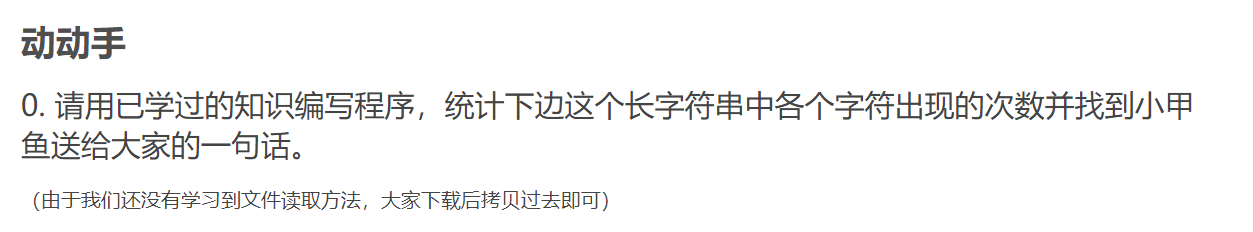 动动手
0. 请用已学过的知识编写程序，统计下边这个长字符串中各个字符出现的次数并找到小甲
鱼送给大家的一句话。
（由于我们还没有学习到文件读取方法，大家下载后拷贝过去即可）